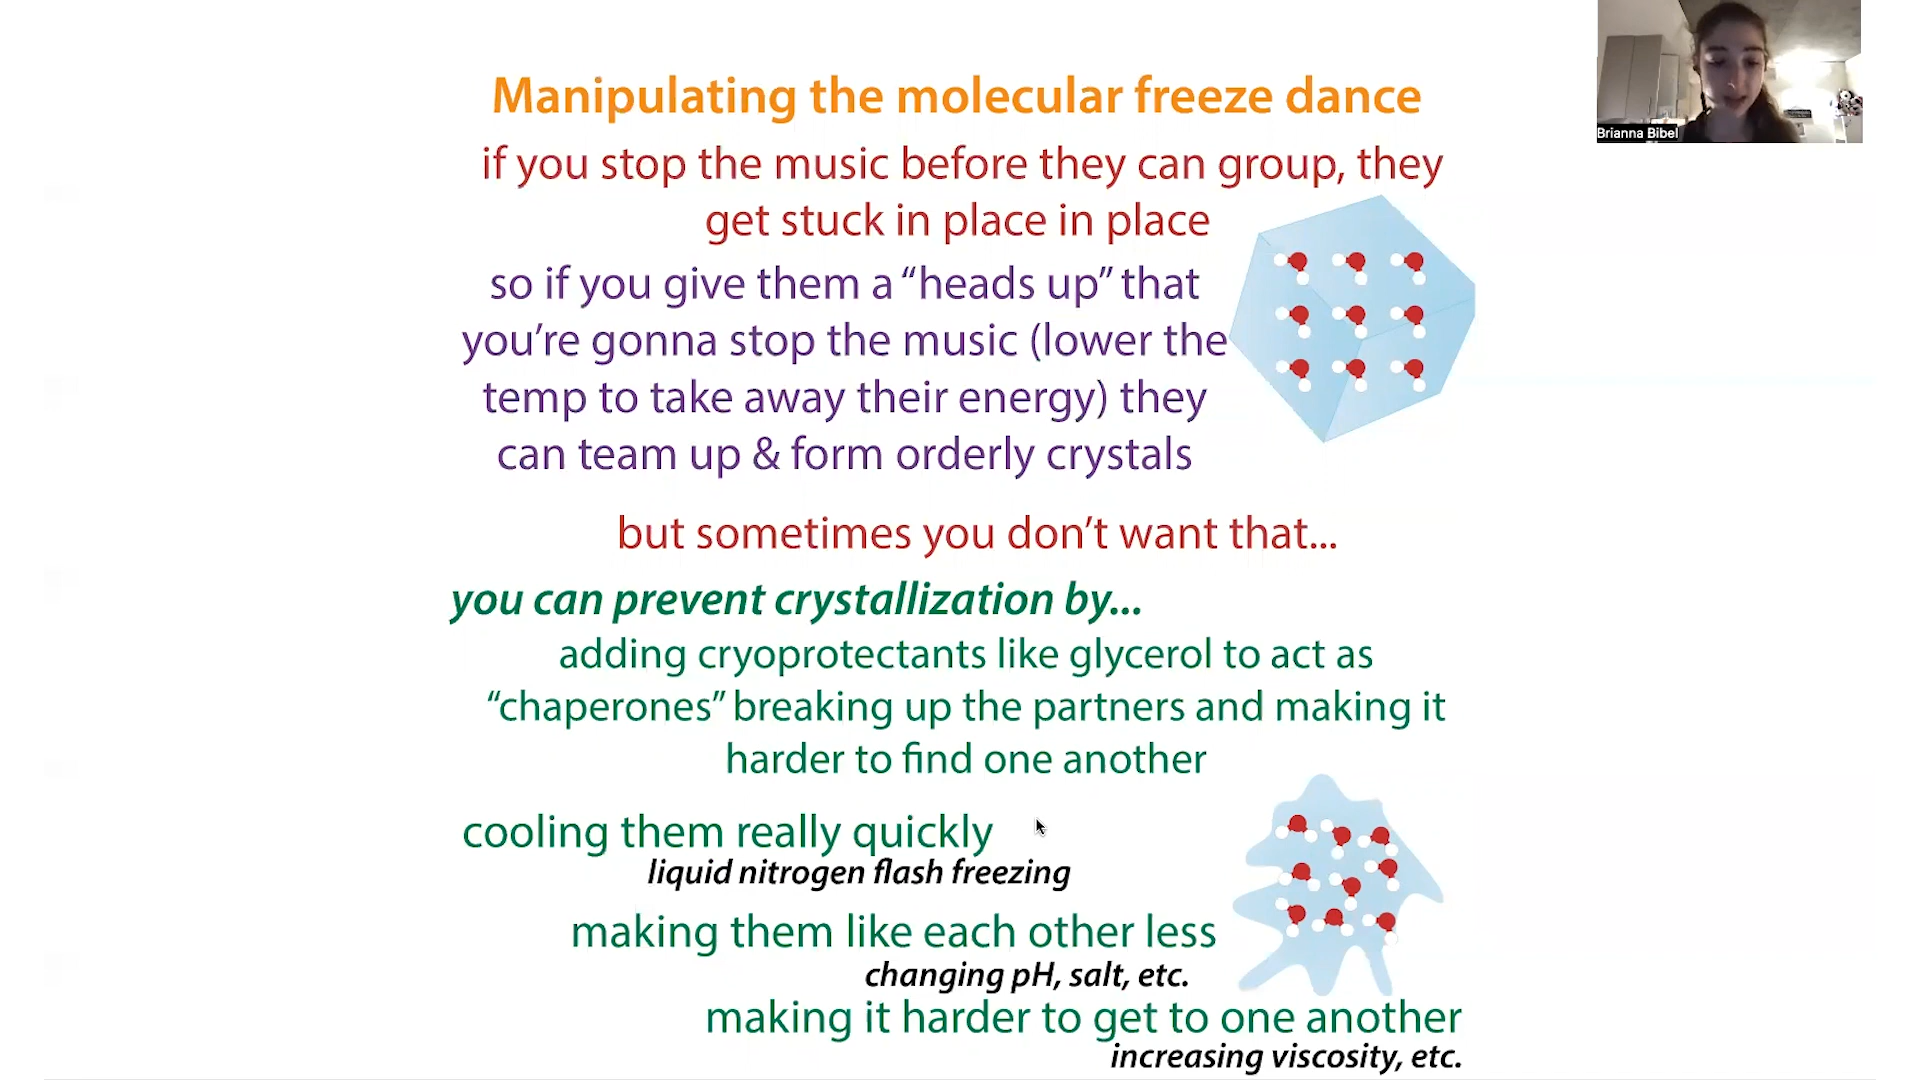 Manipulating the molecular freeze dance
Brianna Bibel
if you stop the music before they can group, they
get stuck in place in place
so if you give them a “heads up” that
you’re gonna stop the music (lower the
temp to take away their energy) they
can team up & form orderly crystals
but sometimes you don’t want that...
you can prevent crystallization by...
adding cryoprotectants like glycerol to act as
“chaperones” breaking up the partners and making it
harder to find one another
cooling them really quickly
liquid nitrogen flash freezing
making them like each other less
changing pH, salt, etc.
making it harder to get to one another
increasing viscosity, etc.